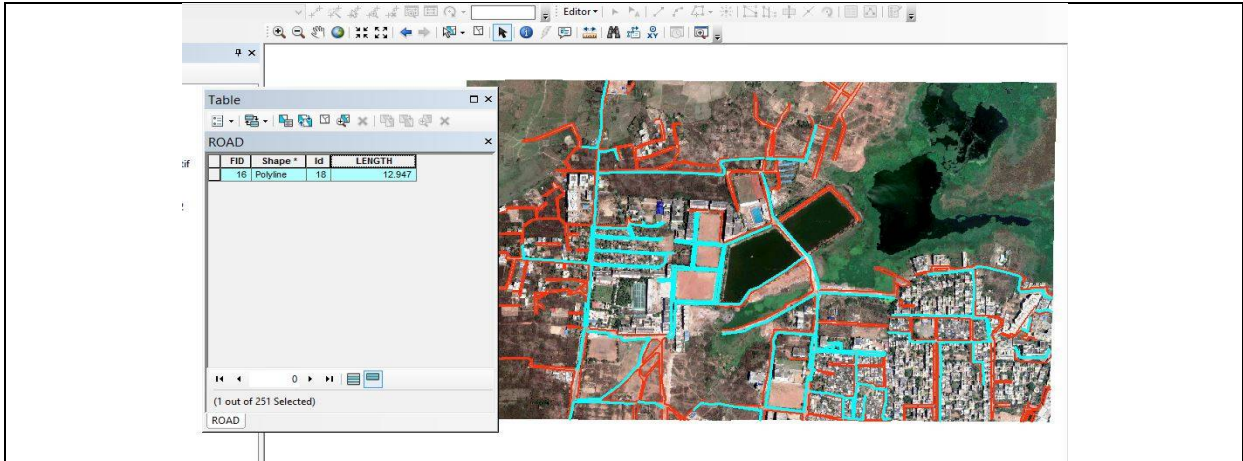 Editor
XY
Table
ROAD
FID Shape * Id LENGTH
16 Polyline 18 12.947
0
(1 out of 251 Selected)
ROAD